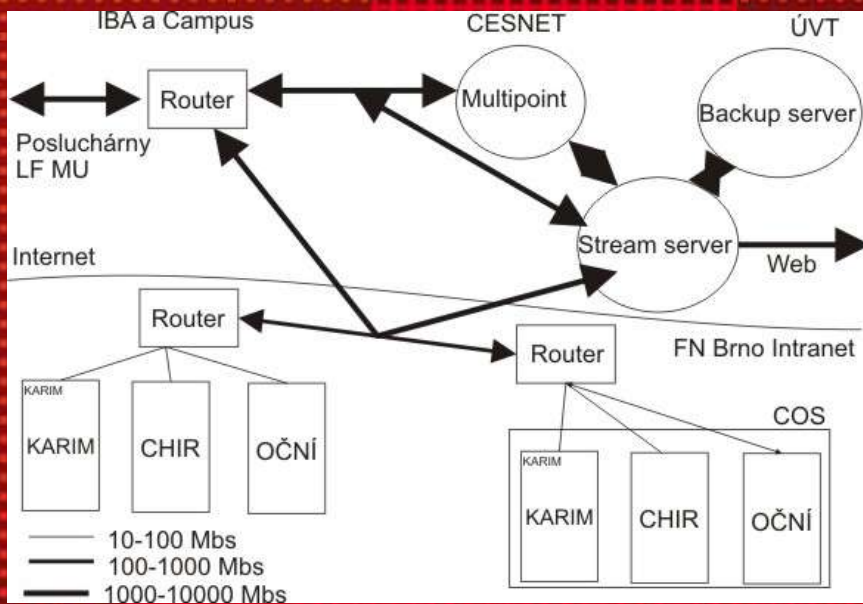 IBA a Campus
CESNET
ÚVT
Router
Multipoint
Backup server
Posluchárny
LF MU
Stream server
Internet
Web
Router
Router
FN Brno Intranet
COS
KARIM
KARIM
CHIR
OČNÍ
KARIM
KARIM
CHIR
OČNÍ
10-100 Mbs
100-1000 Mbs
1000-10000 Mbs